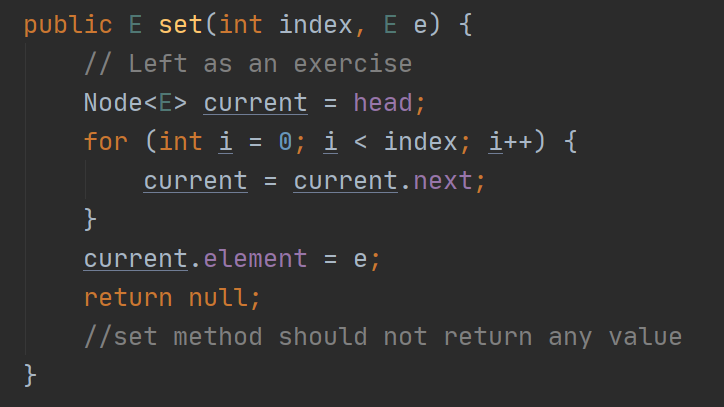 public E set(int index, E e) {
    // Left as an exercise
    Node<E> current = head;
    for (int i = 0; i < index; i++) {
        current = current.next;
    }
    current.element = e;
    return null;
    //set method should not return any value
}